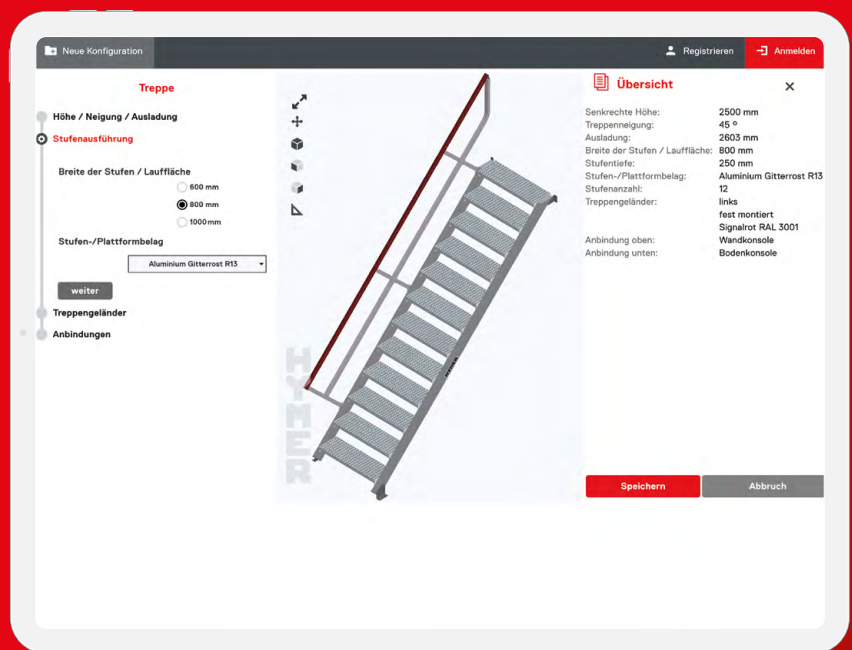 Neue Konfiguration
Registrieren
Anmelden
Treppe
Höhe / Neigung / Ausladung
Stufenausführung
Breite der Stufen / Lauffläche
600 mm
800 mm
1000 mm
Stufen-/Plattformbelag
Aluminium Gitterrost R13
weiter
Treppengeländer
Anbindungen
HYMER
Übersicht
Senkrechte Höhe: 2500 mm
Treppenneigung: 45 °
Ausladung: 2603 mm
Breite der Stufen / Lauffläche: 800 mm
Stufentiefe: 250 mm
Stufen-/Plattformbelag: Aluminium Gitterrost R13
Stufenanzahl: 12
Treppengeländer: links
fest montiert
Signalrot RAL 3001
Anbindung oben: Wandkonsole
Anbindung unten: Bodenkonsole
Speichern
Abbruch